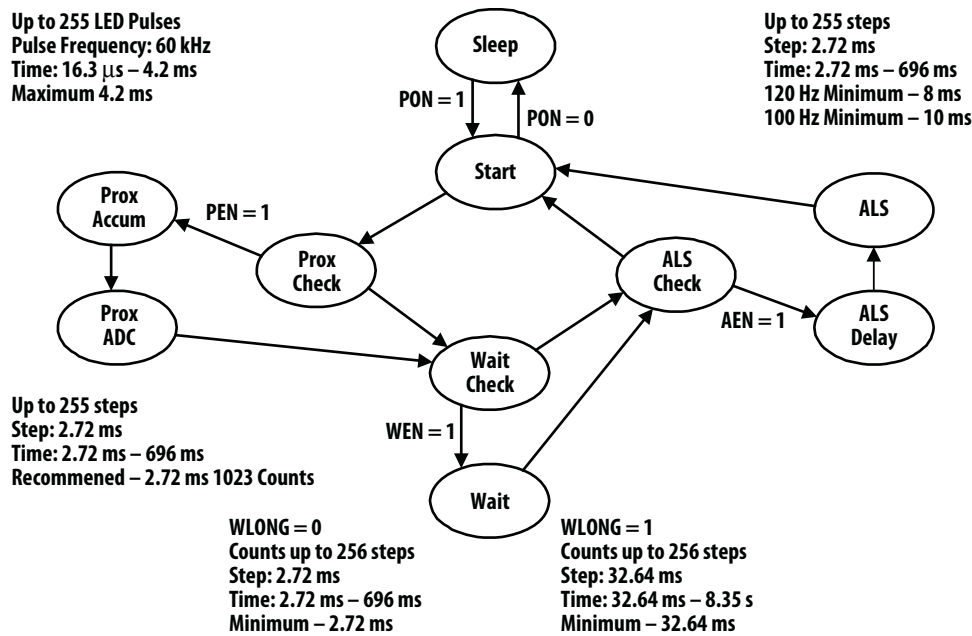 Up to 255 LED Pulses
Pulse Frequency: 60 kHz
Time: 16.3 μs – 4.2 ms
Maximum 4.2 ms
Sleep
Up to 255 steps
Step: 2.72 ms
Time: 2.72 ms – 696 ms
120 Hz Minimum – 8 ms
100 Hz Minimum – 10 ms
PON = 1
PON = 0
Start
Prox
Accum
PEN = 1
ALS
Prox
Check
ALS
Check
Prox
ADC
AEN = 1
ALS
Delay
Wait
Check
Up to 255 steps
Step: 2.72 ms
Time: 2.72 ms – 696 ms
Recommened – 2.72 ms 1023 Counts
WEN = 1
Wait
WLONG = 0
Counts up to 256 steps
Step: 2.72 ms
Time: 2.72 ms – 696 ms
Minimum – 2.72 ms
WLONG = 1
Counts up to 256 steps
Step: 32.64 ms
Time: 32.64 ms – 8.35 s
Minimum – 32.64 ms